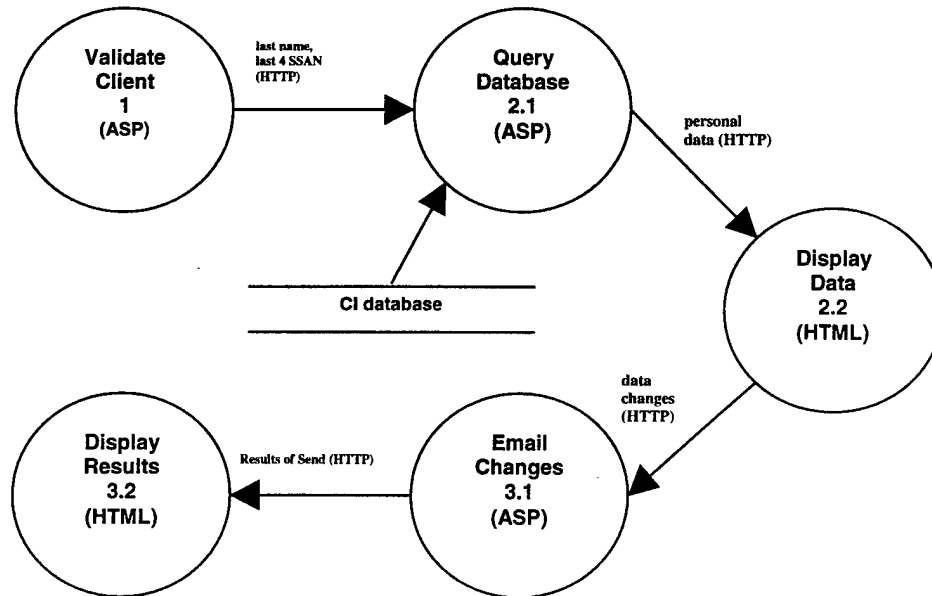 Validate
Client
1
(ASP)
last name,
last 4 SSAN
(HTTP)
Query
Database
2.1
(ASP)
personal
data (HTTP)
CI database
Display
Data
2.2
(HTML)
data
changes
(HTTP)
Email
Changes
3.1
(ASP)
Results of Send (HTTP)
Display
Results
3.2
(HTML)